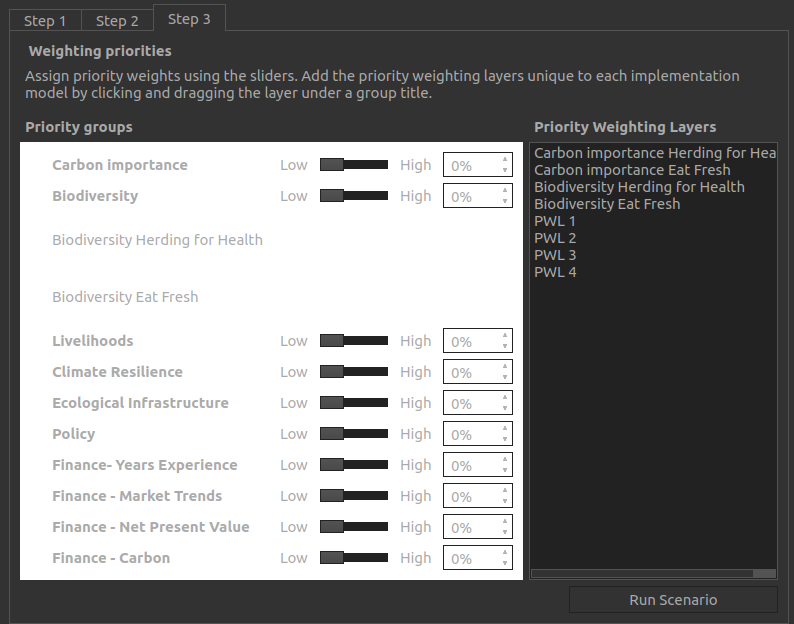 Step 1 Step 2 Step 3
Weighting priorities
Assign priority weights using the sliders. Add the priority weighting layers unique to each implementation
model by clicking and dragging the layer under a group title.
Priority groups
Carbon importance Low High 0%
Biodiversity Low High 0%
Biodiversity Herding for Health
Biodiversity Eat Fresh
Livelihoods Low High 0%
Climate Resilience Low High 0%
Ecological Infrastructure Low High 0%
Policy Low High 0%
Finance- Years Experience Low High 0%
Finance - Market Trends Low High 0%
Finance - Net Present Value Low High 0%
Finance - Carbon Low High 0%
Priority Weighting Layers
Carbon importance Herding for Hea
Carbon importance Eat Fresh
Biodiversity Herding for Health
Biodiversity Eat Fresh
PWL 1
PWL 2
PWL 3
PWL 4
Run Scenario